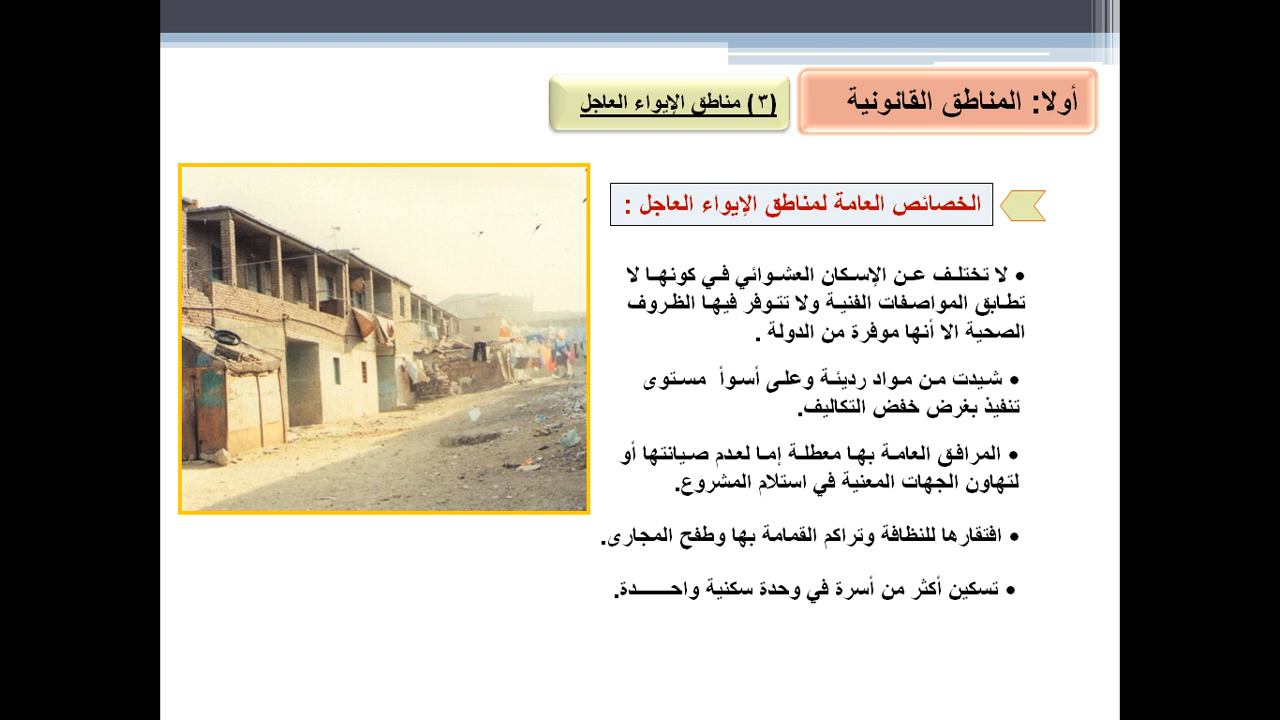 أولا: المناطق القانونية
(٣) مناطق الإيواء العاجل
الخصائص العامة لمناطق الإيواء العاجل :
• لا تختلف عن الإسكان العشوائي في كونها لا
تطابق المواصفات الفنية ولا تتوفر فيها الظروف
الصحية الا أنها موفرة من الدولة .
• شيدت من مواد رديئة وعلى أسوأ مستوى
تنفيذ بغرض خفض التكاليف.
• المرافق العامة بها معطلة إما لعدم صيانتها أو
لتهاون الجهات المعنية في استلام المشروع.
• افتقارها للنظافة وتراكم القمامة بها وطفح المجارى.
• تسكين أكثر من أسرة في وحدة سكنية واحــــــدة.